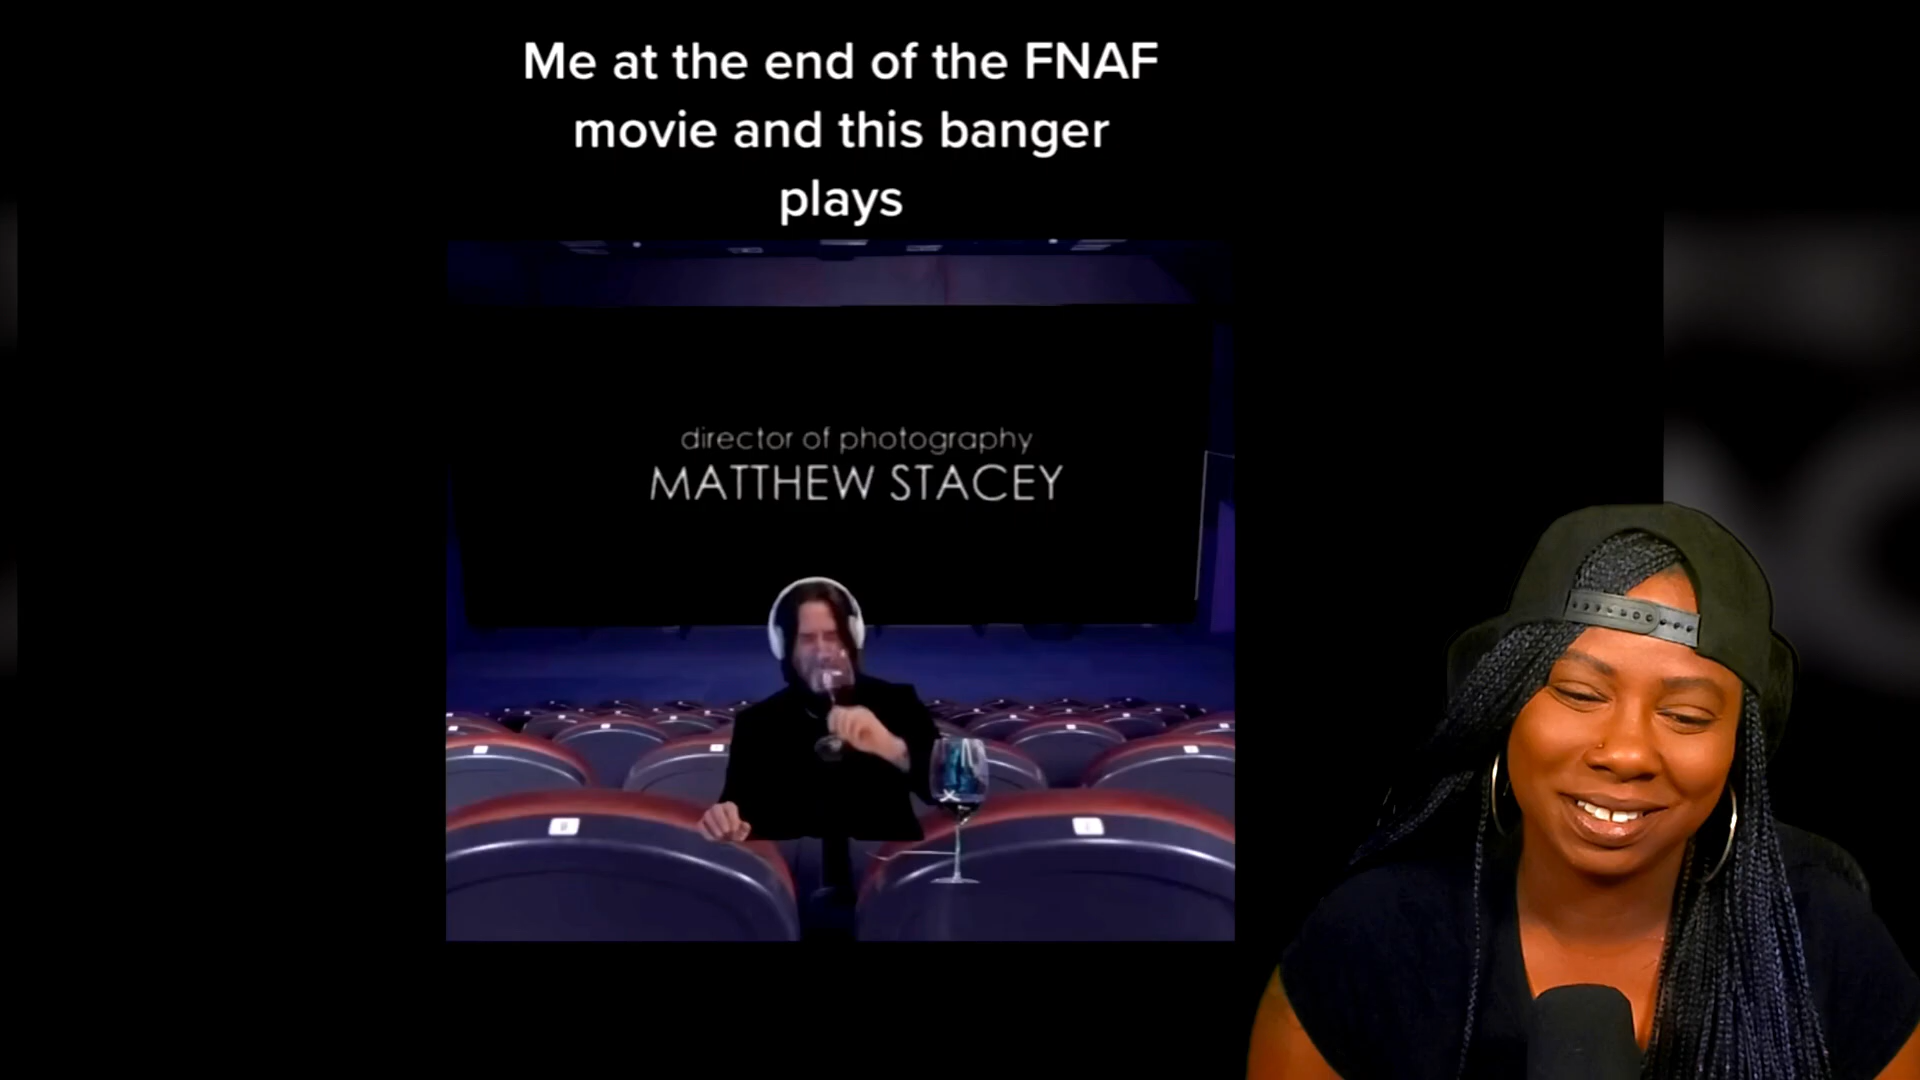 Me at the end of the FNAF
movie and this banger
plays
director of photography
MATTHEW STACEY